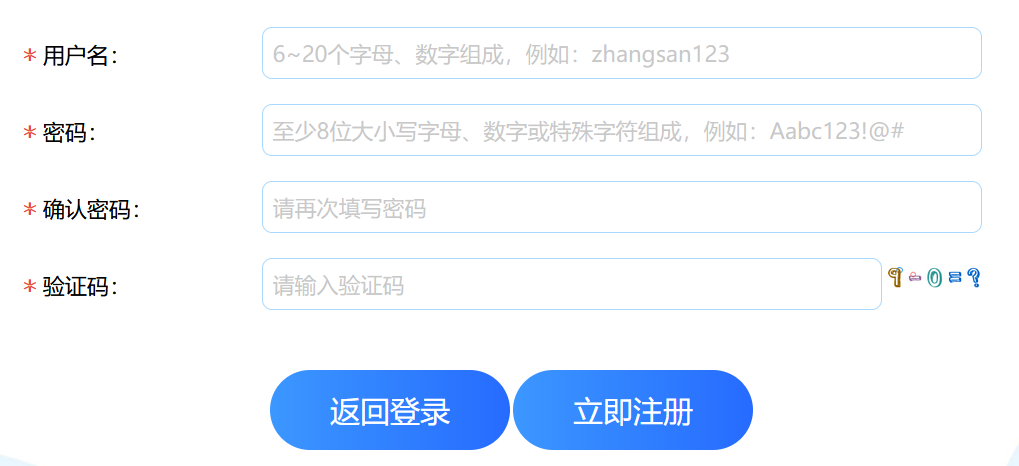 * 用户名：
6~20个字母、数字组成，例如：zhangsan123
* 密码：
至少8位大小写字母、数字或特殊字符组成，例如：Aabc123!@#
* 确认密码：
请再次填写密码
* 验证码：
请输入验证码
返回登录
立即注册